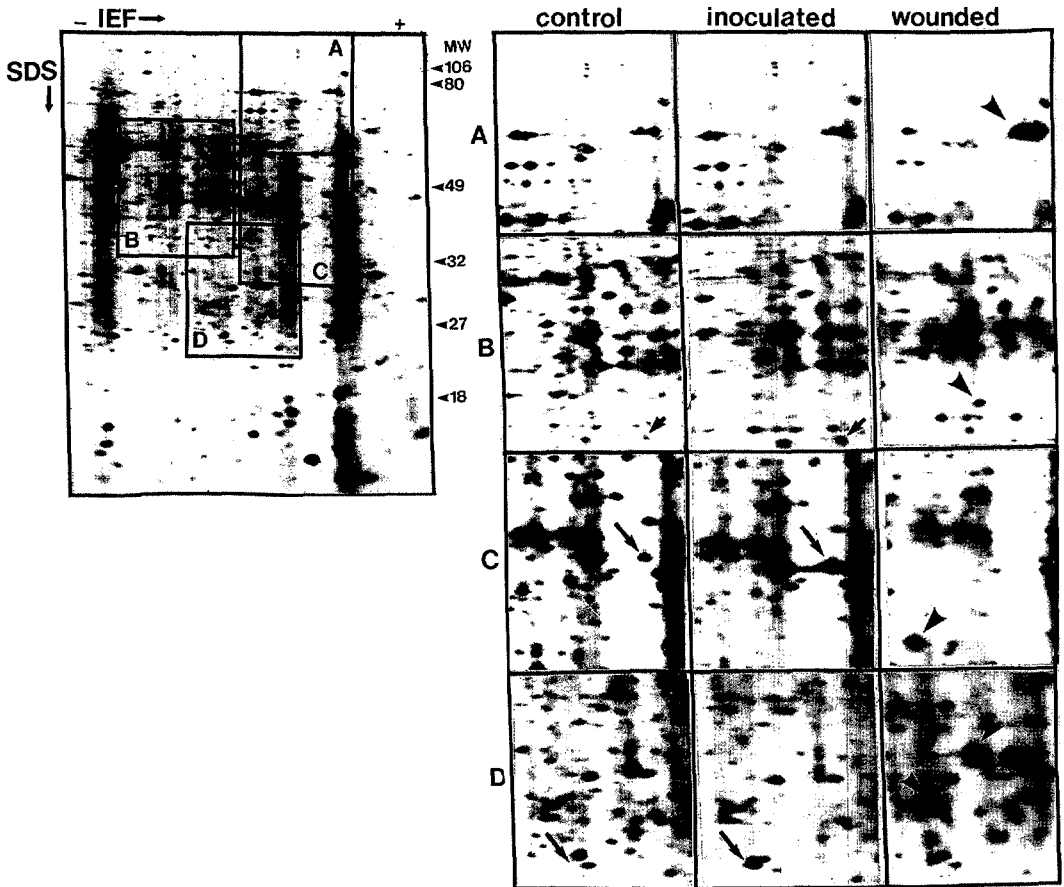 − IEF→ +
SDS
↓
MW
◄106
◄80
◄49
◄32
◄27
◄18
A
B
C
D
control inoculated wounded
A
B
C
D